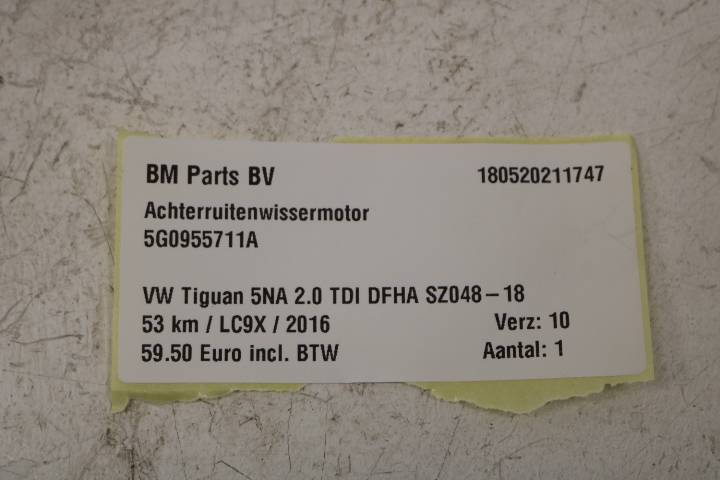 BM Parts BV 180520211747
Achterruitenwissermotor
5G0955711A
VW Tiguan 5NA 2.0 TDI DFHA SZ048-18
53 km / LC9X / 2016 Verz: 10
59.50 Euro incl. BTW Aantal: 1